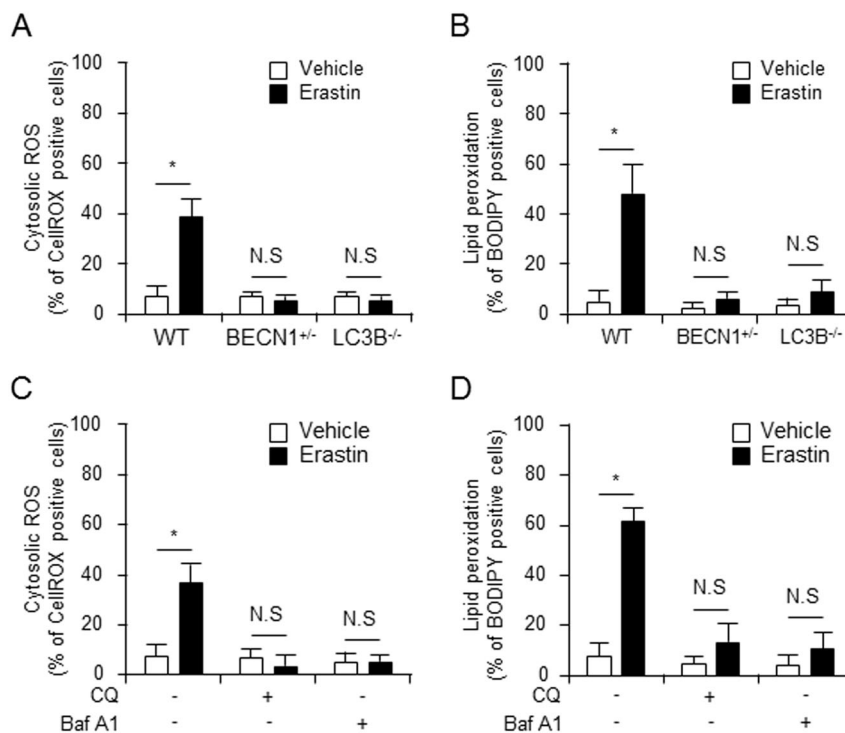 A
Cytosolic ROS
(% of CellROX positive cells)
100
80
60
40
20
0
Vehicle
Erastin
*
N.S
N.S
WT
BECN1+/-
LC3B-/-
B
Lipid peroxidation
(% of BODIPY positive cells)
100
80
60
40
20
0
Vehicle
Erastin
*
N.S
N.S
WT
BECN1+/-
LC3B-/-
C
Cytosolic ROS
(% of CellROX positive cells)
100
80
60
40
20
0
Vehicle
Erastin
*
N.S
N.S
CQ - + -
Baf A1 - - +
D
Lipid peroxidation
(% of BODIPY positive cells)
100
80
60
40
20
0
Vehicle
Erastin
*
N.S
N.S
CQ - + -
Baf A1 - - +